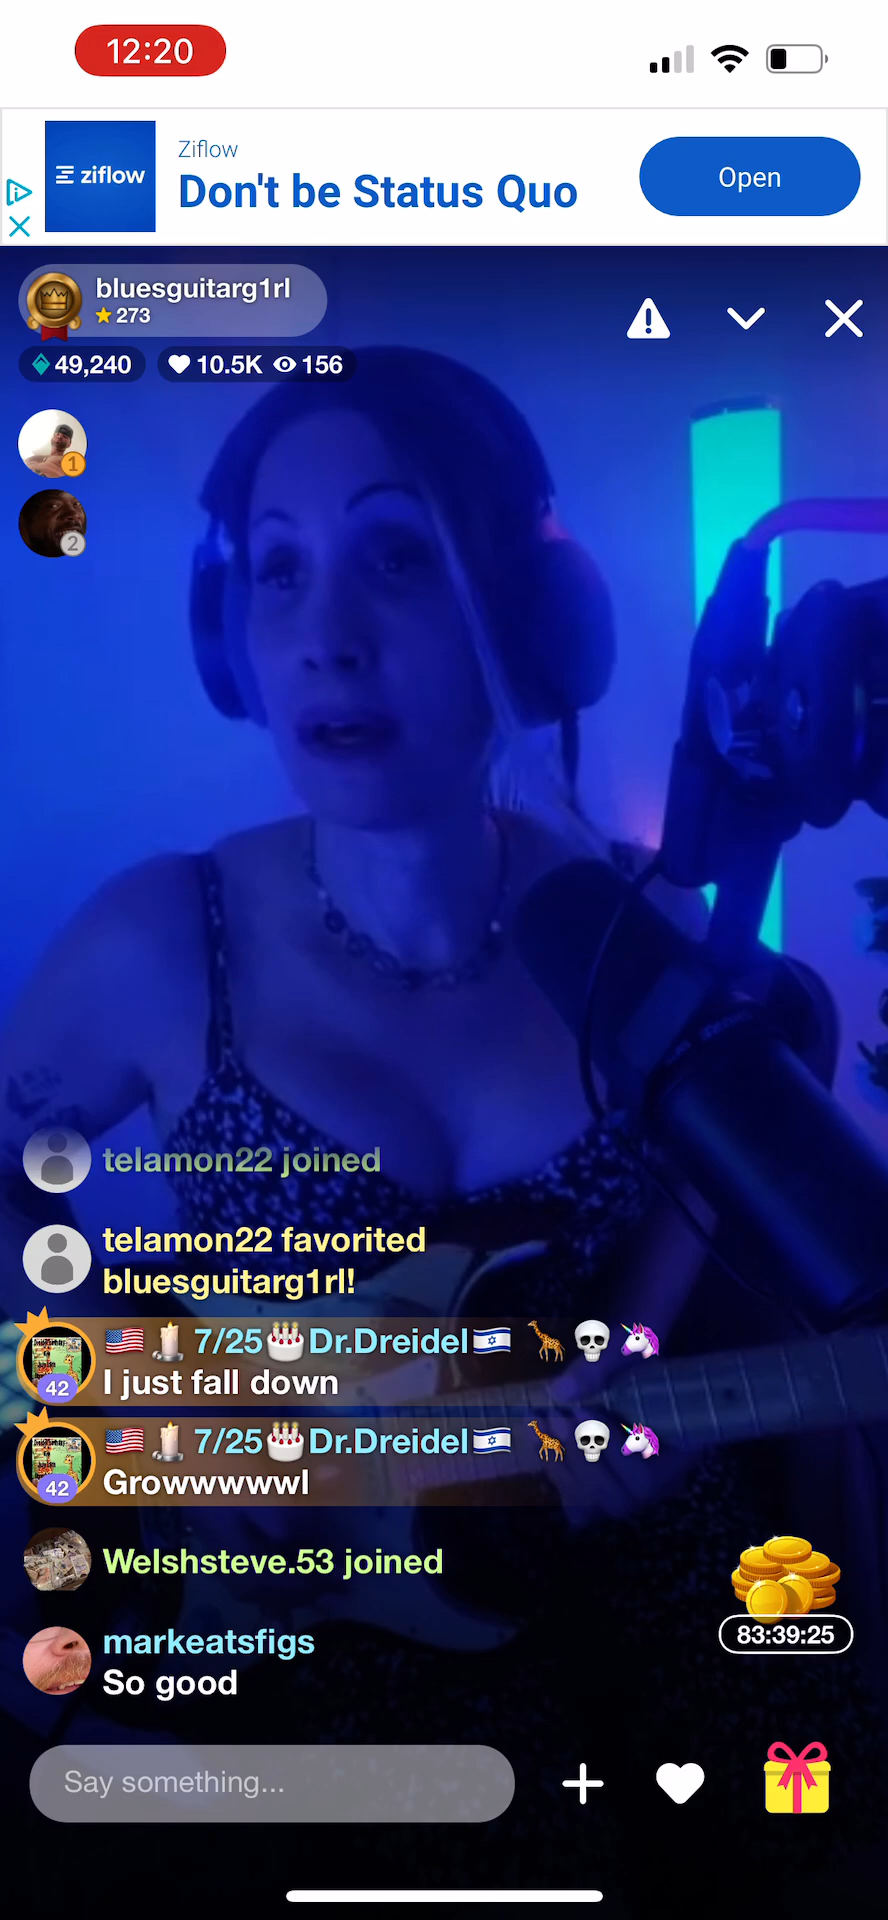 12:20
ziflow
Ziflow
Don't be Status Quo
Open
bluesguitarg1rl
273
49,240 10.5K 156
1
2
telamon22 joined
telamon22 favorited
bluesguitarg1rl!
🇺🇸🕯️7/25🎂Dr.Dreidel🇮🇱 🦒💀🦄
42
I just fall down
🇺🇸🕯️7/25🎂Dr.Dreidel🇮🇱 🦒💀🦄
42
Growwwwwl
Welshsteve.53 joined
83:39:25
markeatsfigs
So good
Say something...